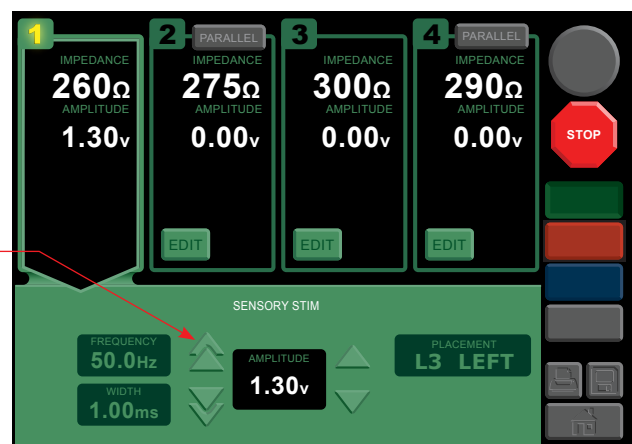 1
IMPEDANCE
260Ω
AMPLITUDE
1.30v
2
PARALLEL
IMPEDANCE
275Ω
AMPLITUDE
0.00v
EDIT
3
IMPEDANCE
300Ω
AMPLITUDE
0.00v
EDIT
4
PARALLEL
IMPEDANCE
290Ω
AMPLITUDE
0.00v
EDIT
STOP
SENSORY STIM
FREQUENCY
50.0Hz
WIDTH
1.00ms
AMPLITUDE
1.30v
PLACEMENT
L3 LEFT